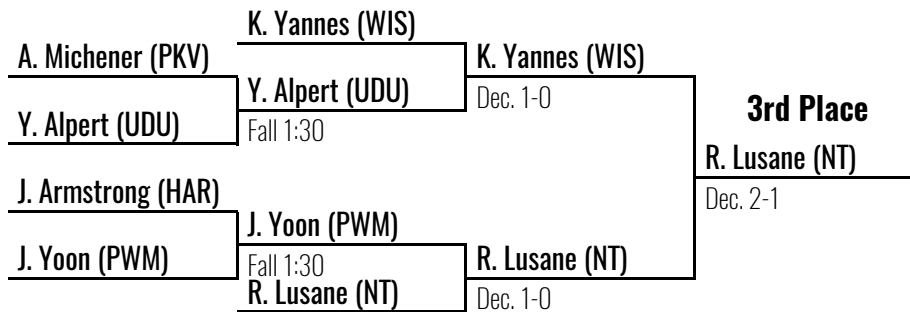 K. Yannes (WIS)
A. Michener (PKV)
K. Yannes (WIS)
Y. Alpert (UDU)
Dec. 1-0
3rd Place
Y. Alpert (UDU)
Fall 1:30
R. Lusane (NT)
J. Armstrong (HAR)
Dec. 2-1
J. Yoon (PWM)
J. Yoon (PWM)
Fall 1:30
R. Lusane (NT)
R. Lusane (NT)
Dec. 1-0